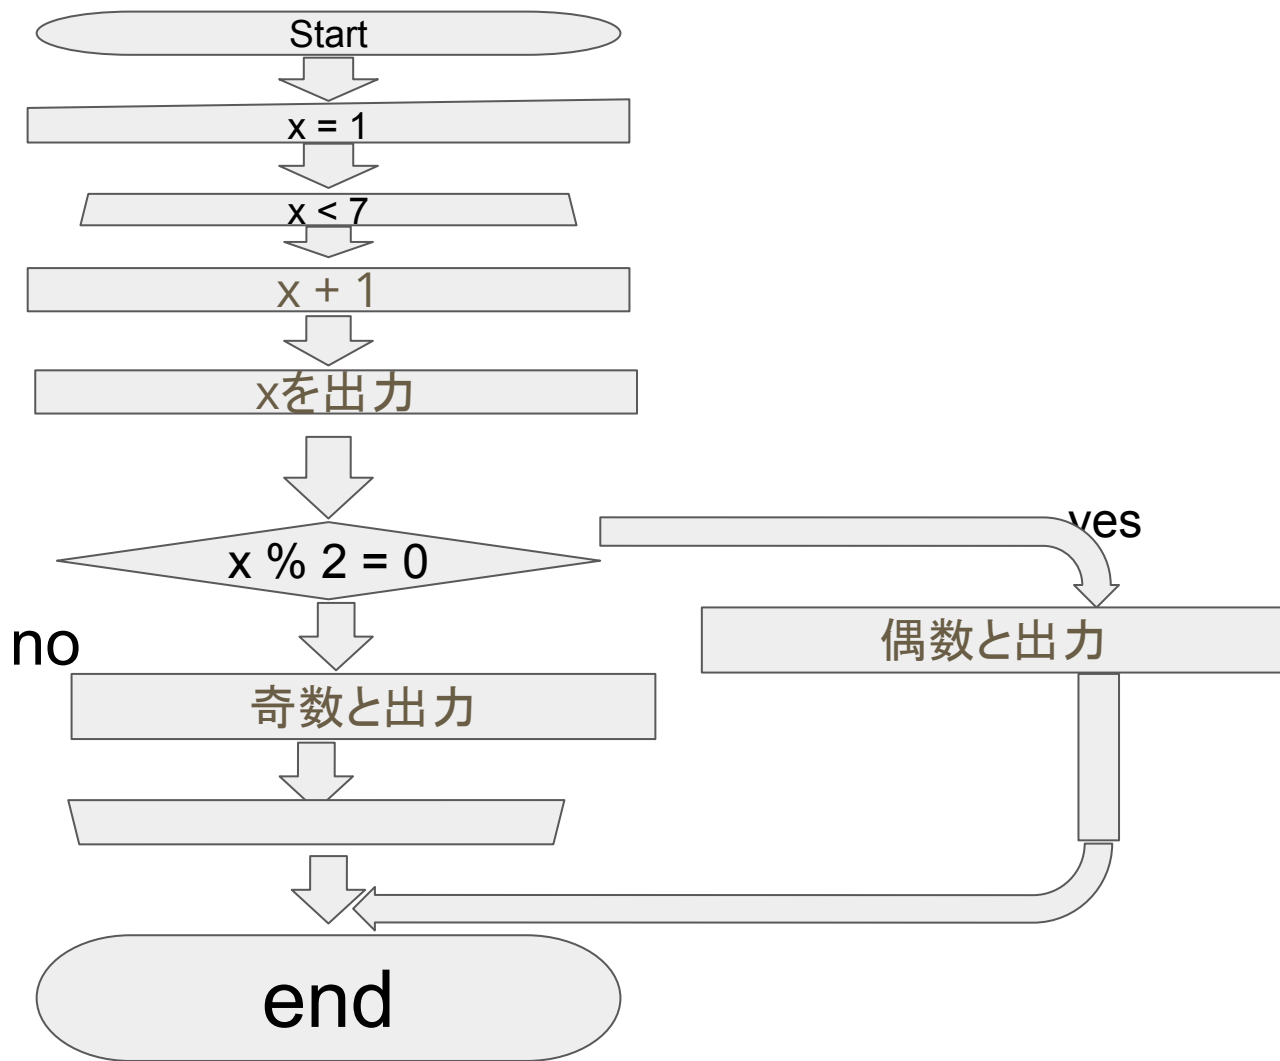 Start
x = 1
x < 7
x + 1
xを出力
x % 2 = 0
yes
no
偶数と出力
奇数と出力
end